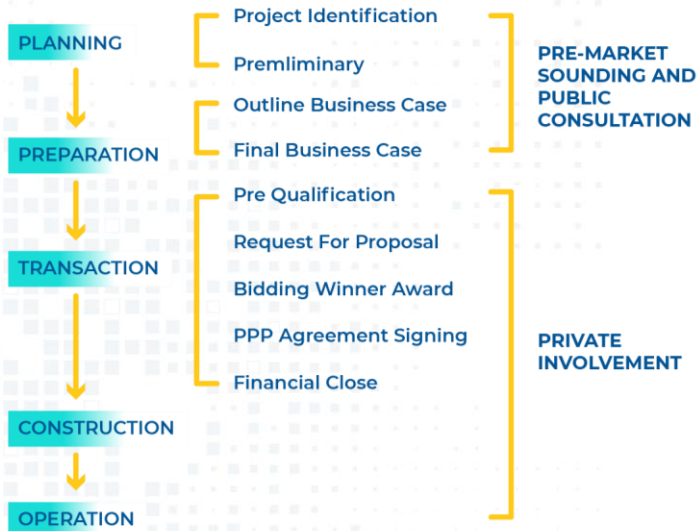 PLANNING
Project Identification
Premliminary
PREPARATION
Outline Business Case
Final Business Case
PRE-MARKET
SOUNDING AND
PUBLIC
CONSULTATION
TRANSACTION
Pre Qualification
Request For Proposal
Bidding Winner Award
PPP Agreement Signing
Financial Close
PRIVATE
INVOLVEMENT
CONSTRUCTION
OPERATION